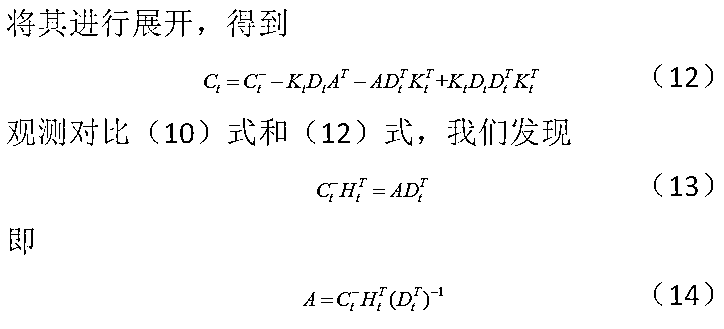 将其进行展开，得到
C_t = C_t^- - K_t D_t A^T - A D_t^T K_t^T + K_t D_t D_t^T K_t^T （12）
观测对比（10）式和（12）式，我们发现
C_t^- H_t^T = A D_t^T （13）
即
A = C_t^- H_t^T (D_t^T)^{-1} （14）